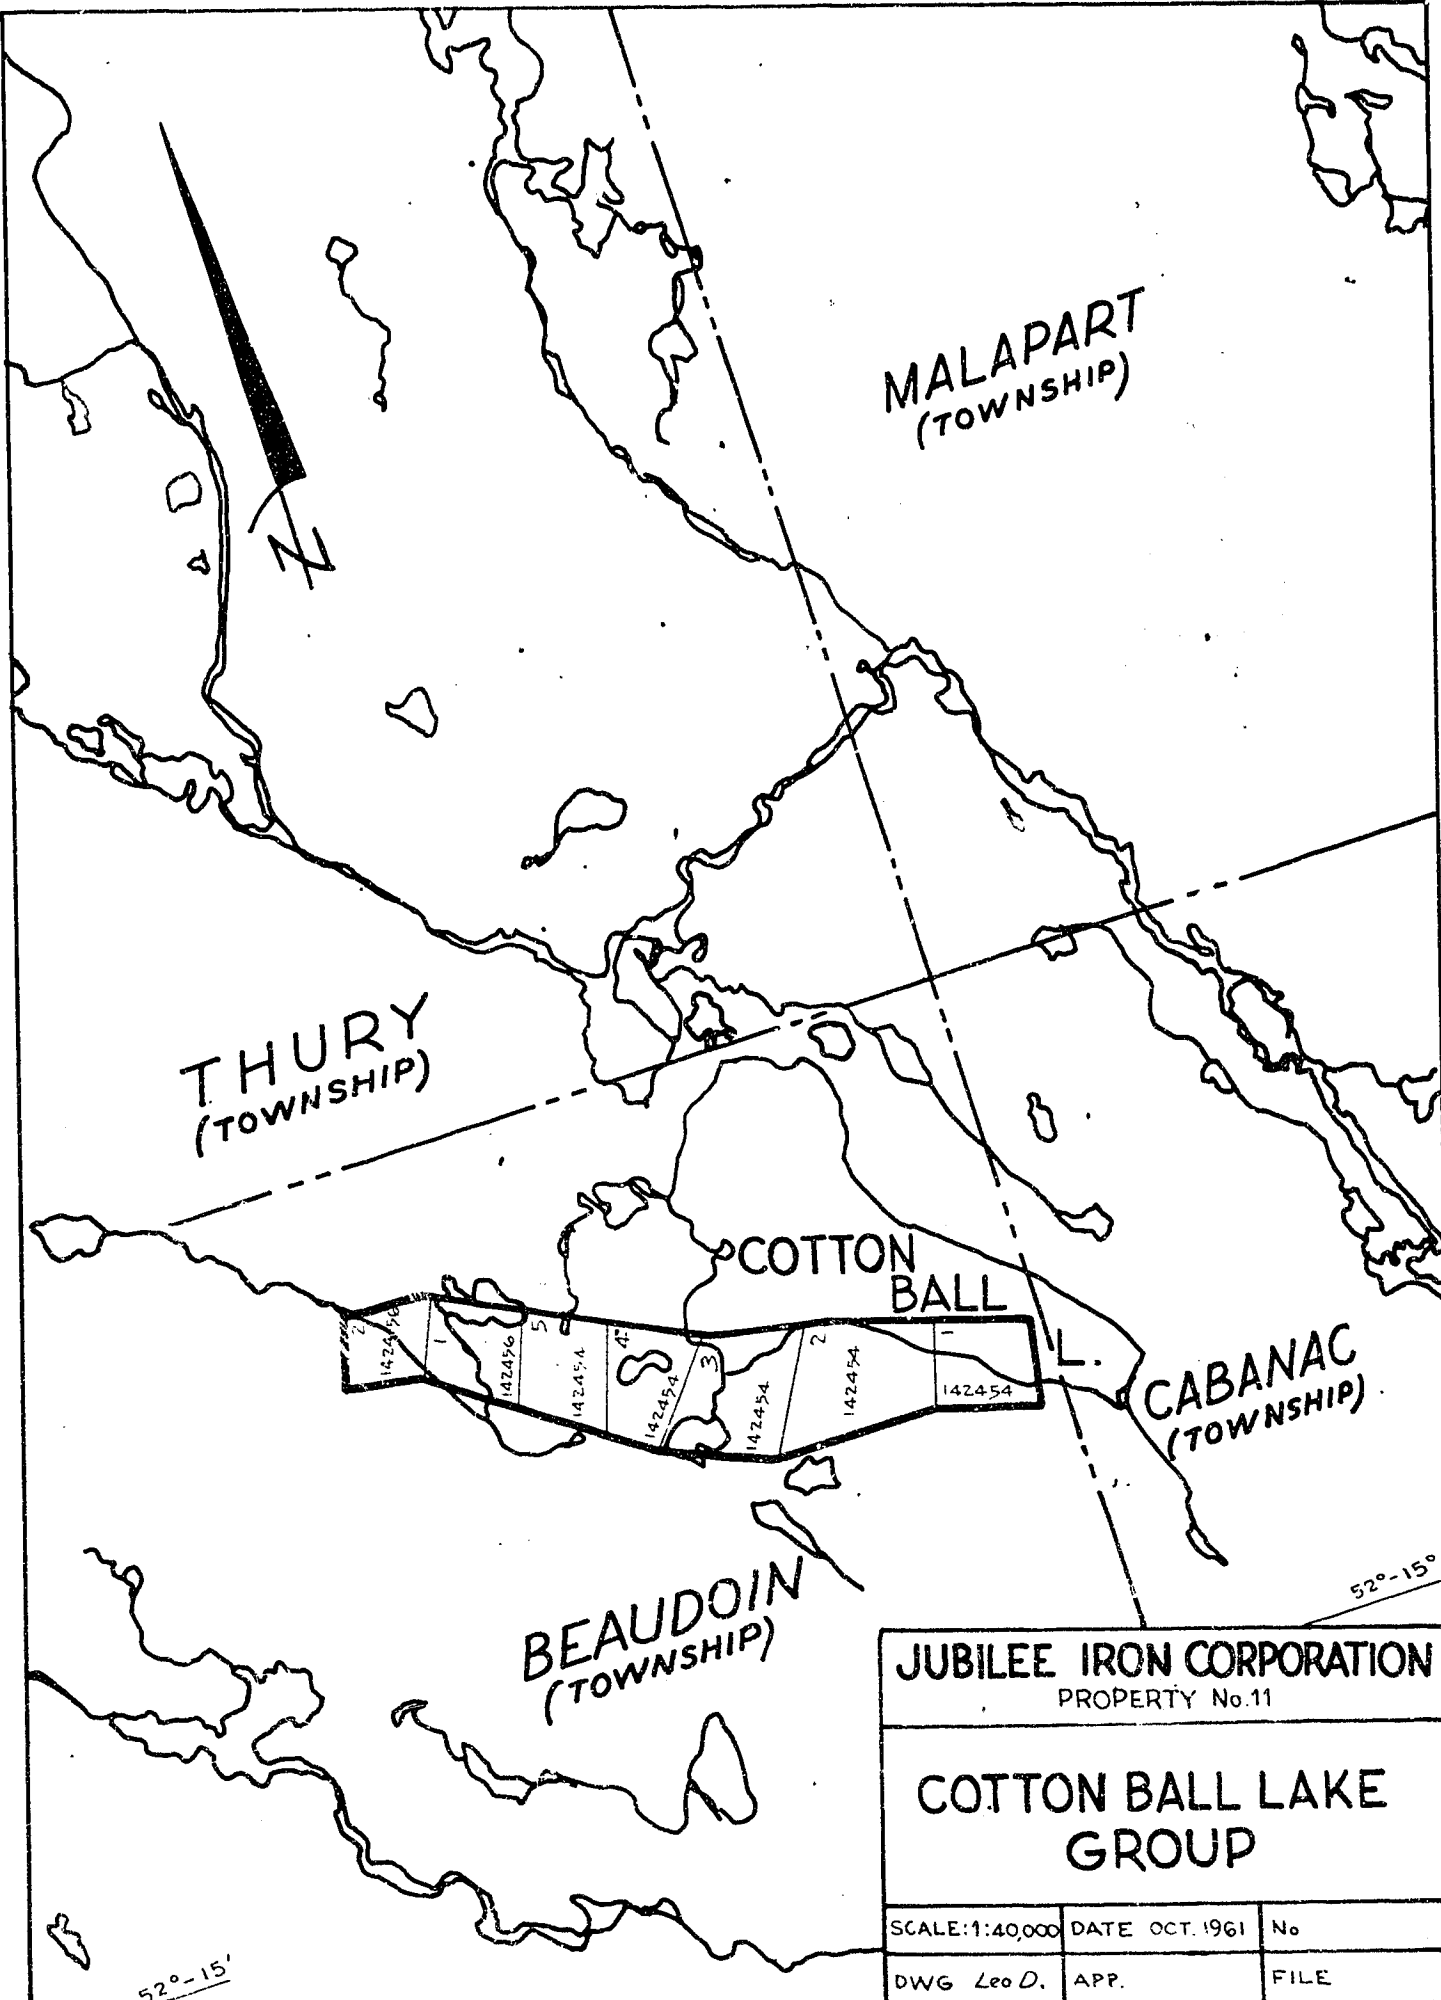 N
MALAPART
(TOWNSHIP)
THURY
(TOWNSHIP)
COTTON
BALL
L.
2
142456
1
142456
5
142454
4
142454
3
142454
2
142454
1
142454
CABANAC
(TOWNSHIP)
BEAUDOIN
(TOWNSHIP)
52°-15°
52°-15'
JUBILEE IRON CORPORATION
PROPERTY No.11
COTTON BALL LAKE
GROUP
SCALE:1:40,000 DATE OCT. 1961 No
DWG Leo D. APP. FILE